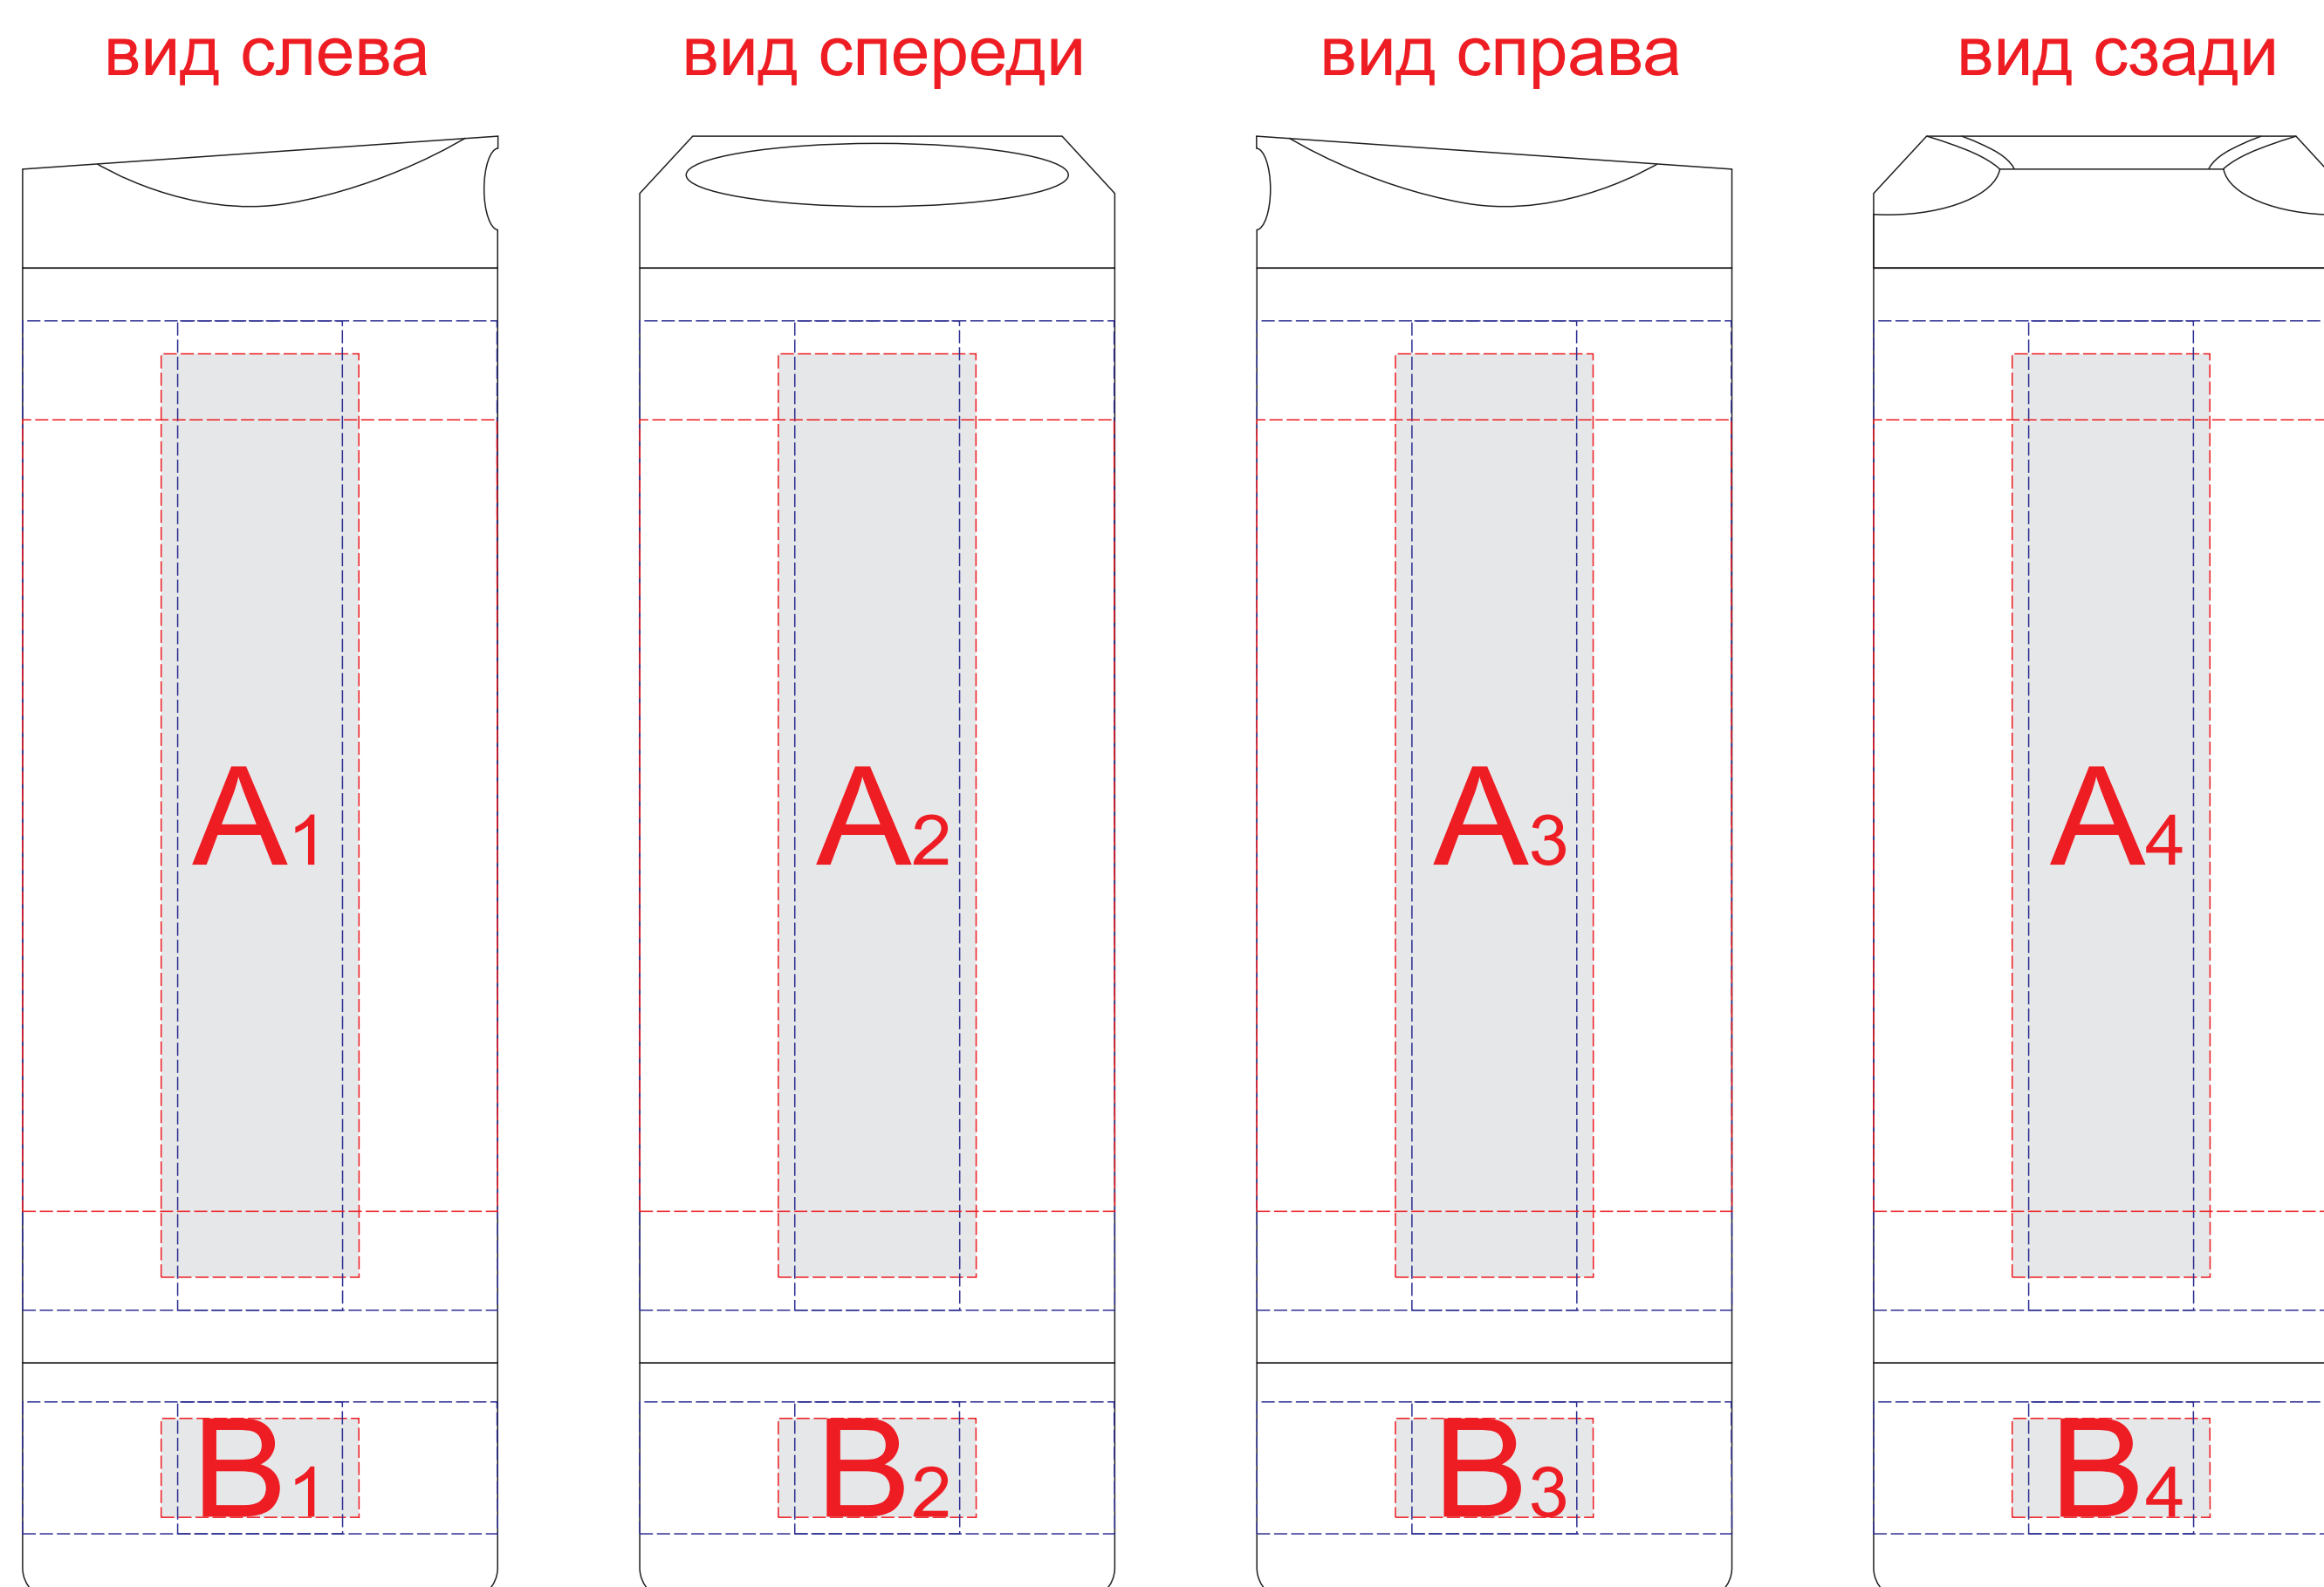 вид слева вид спереди вид справа вид сзади
A1 A2 A3 A4
B1 B2 B3 B4